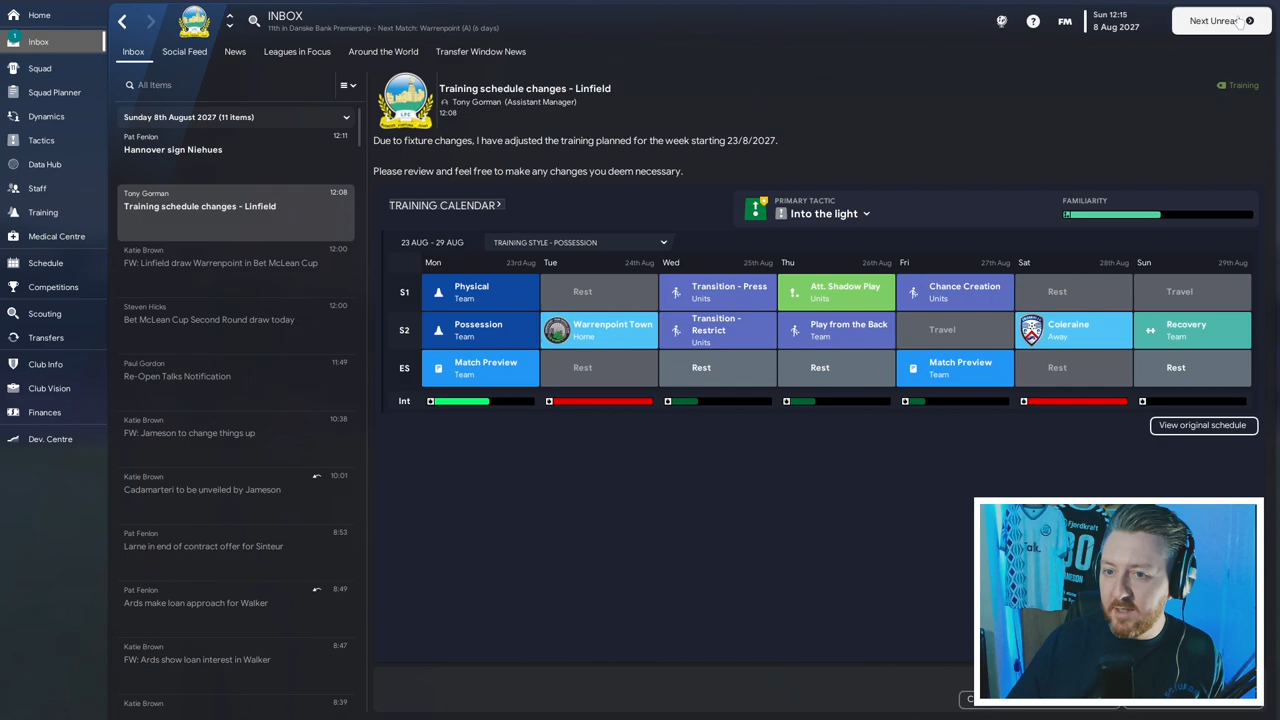 Home
1
Inbox
Squad
Squad Planner
Dynamics
Tactics
Data Hub
Staff
Training
Medical Centre
Schedule
Competitions
Scouting
Transfers
Club Info
Club Vision
Finances
Dev. Centre
INBOX
11th in Danske Bank Premiership - Next Match: Warrenpoint (A) (6 days)
FM
Sun 12:15
8 Aug 2027
Next Unread
Inbox Social Feed News Leagues in Focus Around the World Transfer Window News
All Items
Sunday 8th August 2027 (11 items)
Pat Fenlon 12:11
Hannover sign Niehues
Tony Gorman 12:08
Training schedule changes - Linfield
Katie Brown 12:00
FW: Linfield draw Warrenpoint in Bet McLean Cup
Steven Hicks 12:00
Bet McLean Cup Second Round draw today
Paul Gordon 11:49
Re-Open Talks Notification
Katie Brown 10:38
FW: Jameson to change things up
Katie Brown 10:01
Cadamarteri to be unveiled by Jameson
Pat Fenlon 8:53
Larne in end of contract offer for Sinteur
Pat Fenlon 8:49
Ards make loan approach for Walker
Katie Brown 8:47
FW: Ards show loan interest in Walker
Katie Brown 8:39
Training schedule changes - Linfield
Tony Gorman (Assistant Manager)
12:08
Training
Due to fixture changes, I have adjusted the training planned for the week starting 23/8/2027.
Please review and feel free to make any changes you deem necessary.
TRAINING CALENDAR >
PRIMARY TACTIC
Into the light
FAMILIARITY
23 AUG - 29 AUG
TRAINING STYLE - POSSESSION
Mon 23rd Aug Tue 24th Aug Wed 25th Aug Thu 26th Aug Fri 27th Aug Sat 28th Aug Sun 29th Aug
S1
Physical
Team
Rest
Transition - Press
Units
Att. Shadow Play
Units
Chance Creation
Units
Rest
Travel
S2
Possession
Team
Warrenpoint Town
Home
Transition -
Restrict
Units
Play from the Back
Team
Travel
Coleraine
Away
Recovery
Team
ES
Match Preview
Team
Rest
Rest
Rest
Match Preview
Team
Rest
Rest
Int
View original schedule